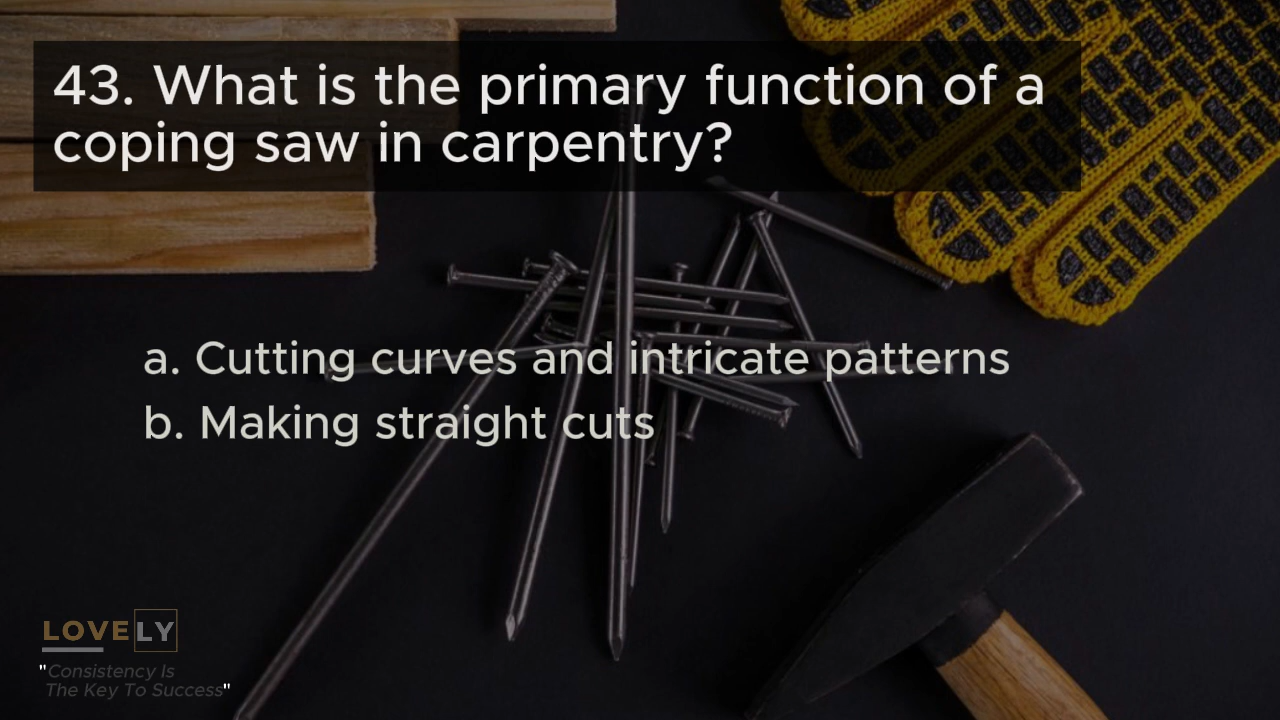 43. What is the primary function of a
coping saw in carpentry?
a. Cutting curves and intricate patterns
b. Making straight cuts
LOVELY
"Consistency Is
The Key To Success"